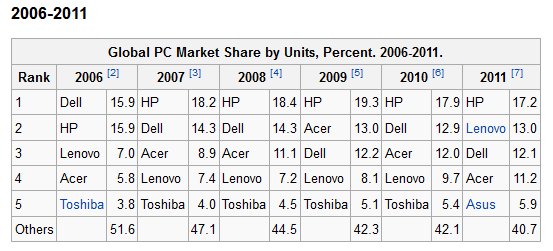 2006-2011
Global PC Market Share by Units, Percent. 2006-2011.
Rank 2006 [2] 2007 [3] 2008 [4] 2009 [5] 2010 [6] 2011 [7]
1 Dell 15.9 HP 18.2 HP 18.4 HP 19.3 HP 17.9 HP 17.2
2 HP 15.9 Dell 14.3 Dell 14.3 Acer 13.0 Dell 12.9 Lenovo 13.0
3 Lenovo 7.0 Acer 8.9 Acer 11.1 Dell 12.2 Acer 12.0 Dell 12.1
4 Acer 5.8 Lenovo 7.4 Lenovo 7.2 Lenovo 8.1 Lenovo 9.7 Acer 11.2
5 Toshiba 3.8 Toshiba 4.0 Toshiba 4.5 Toshiba 5.1 Toshiba 5.4 Asus 5.9
Others 51.6 47.1 44.5 42.3 42.1 40.7